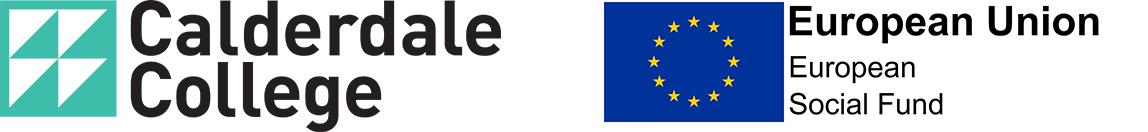 Calderdale
College
European Union
European
Social Fund